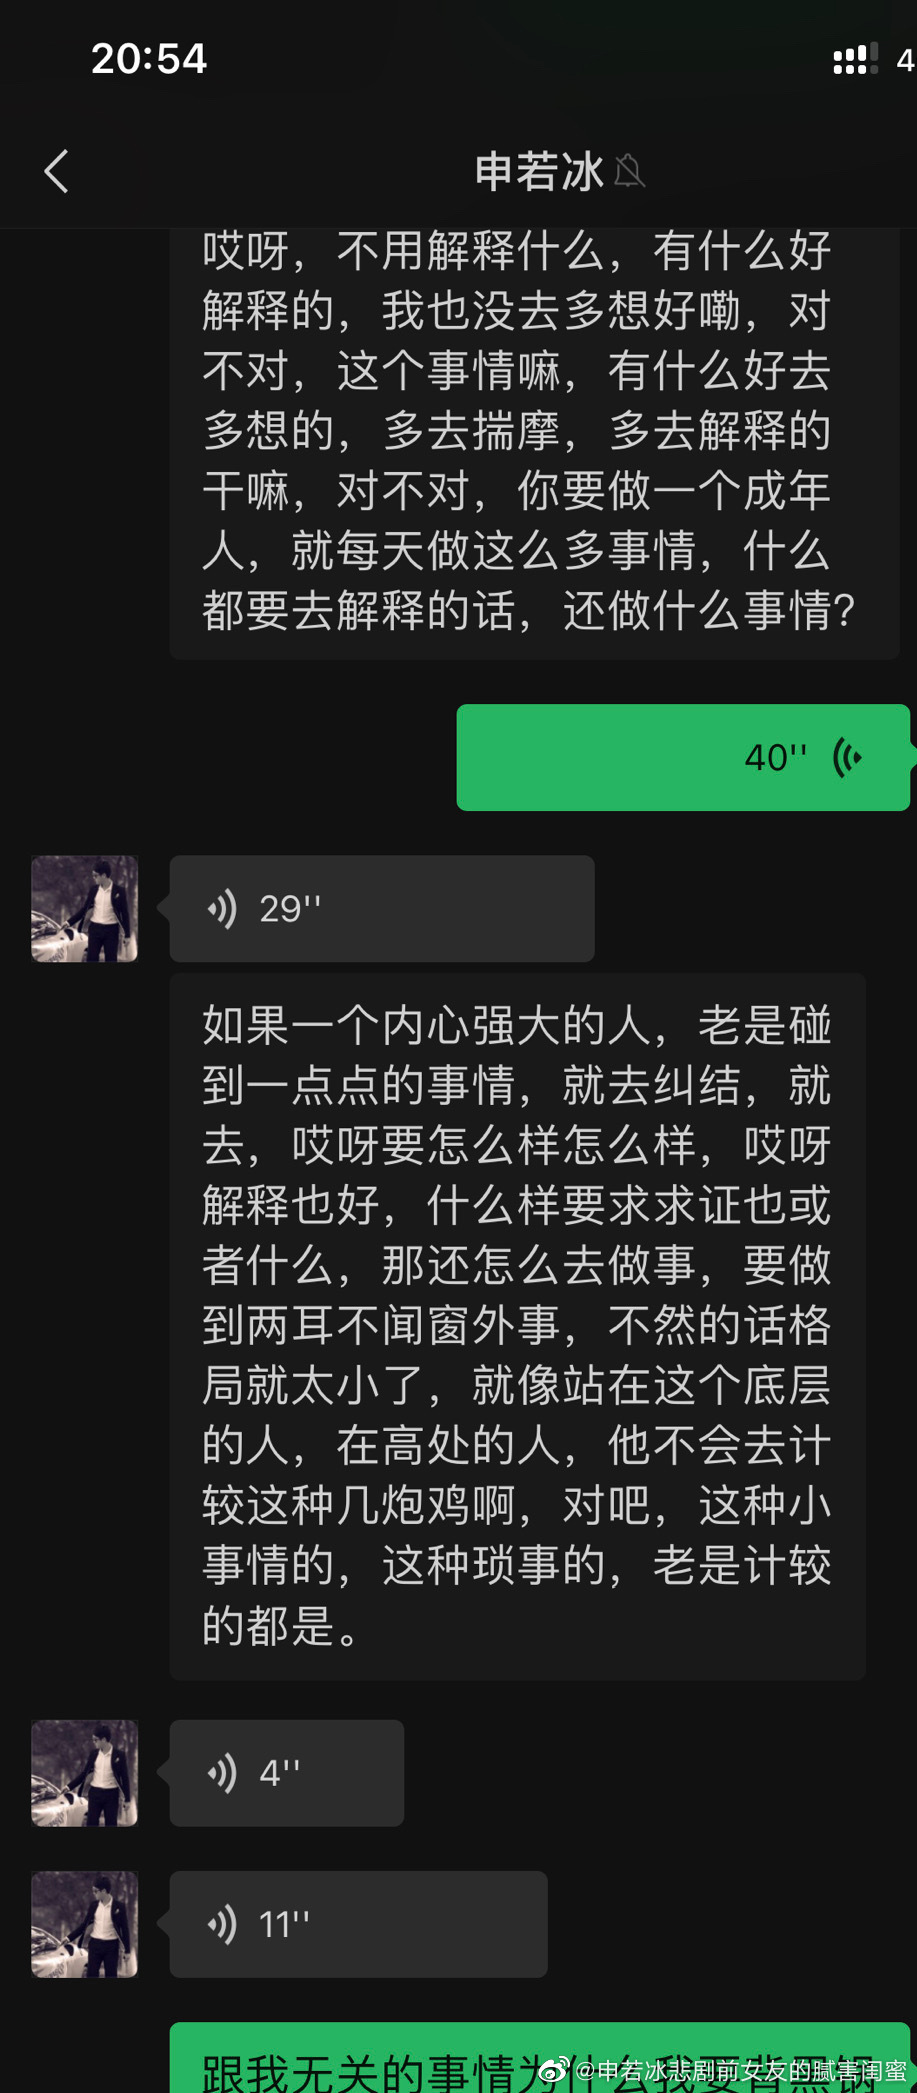 20:54
4
申若冰
哎呀，不用解释什么，有什么好
解释的，我也没去多想好嘞，对
不对，这个事情嘛，有什么好去
多想的，多去揣摩，多去解释的
干嘛，对不对，你要做一个成年
人，就每天做这么多事情，什么
都要去解释的话，还做什么事情?
40''
29''
如果一个内心强大的人，老是碰
到一点点的事情，就去纠结，就
去，哎呀要怎么样怎么样，哎呀
解释也好，什么样要求求证也或
者什么，那还怎么去做事，要做
到两耳不闻窗外事，不然的话格
局就太小了，就像站在这个底层
的人，在高处的人，他不会去计
较这种几炮鸡啊，对吧，这种小
事情的，这种琐事的，老是计较
的都是。
4''
11''
跟我无关的事情为什么我要背黑锅
@申若冰悲剧前女友的腻害闺蜜